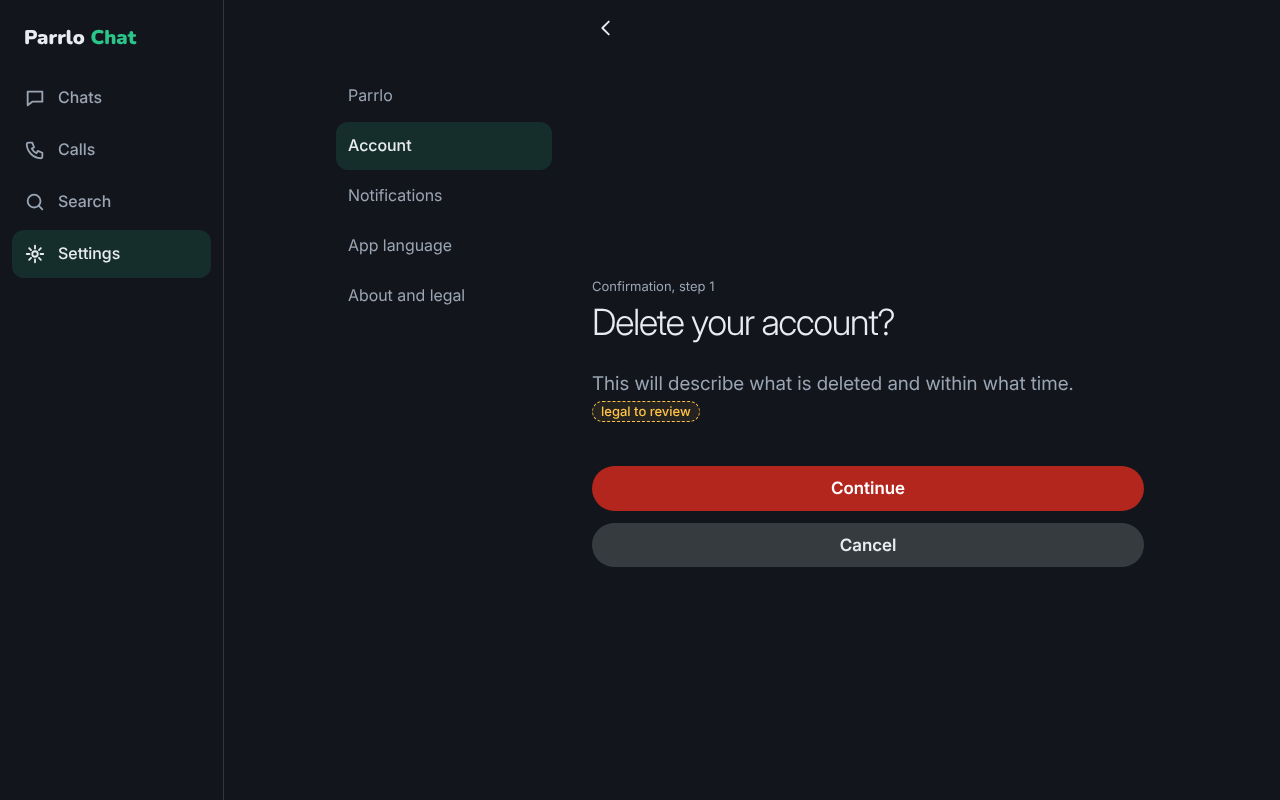 Parrlo Chat
Chats
Calls
Search
Settings
Parrlo
Account
Notifications
App language
About and legal
Confirmation, step 1
Delete your account?
This will describe what is deleted and within what time.
legal to review
Continue
Cancel